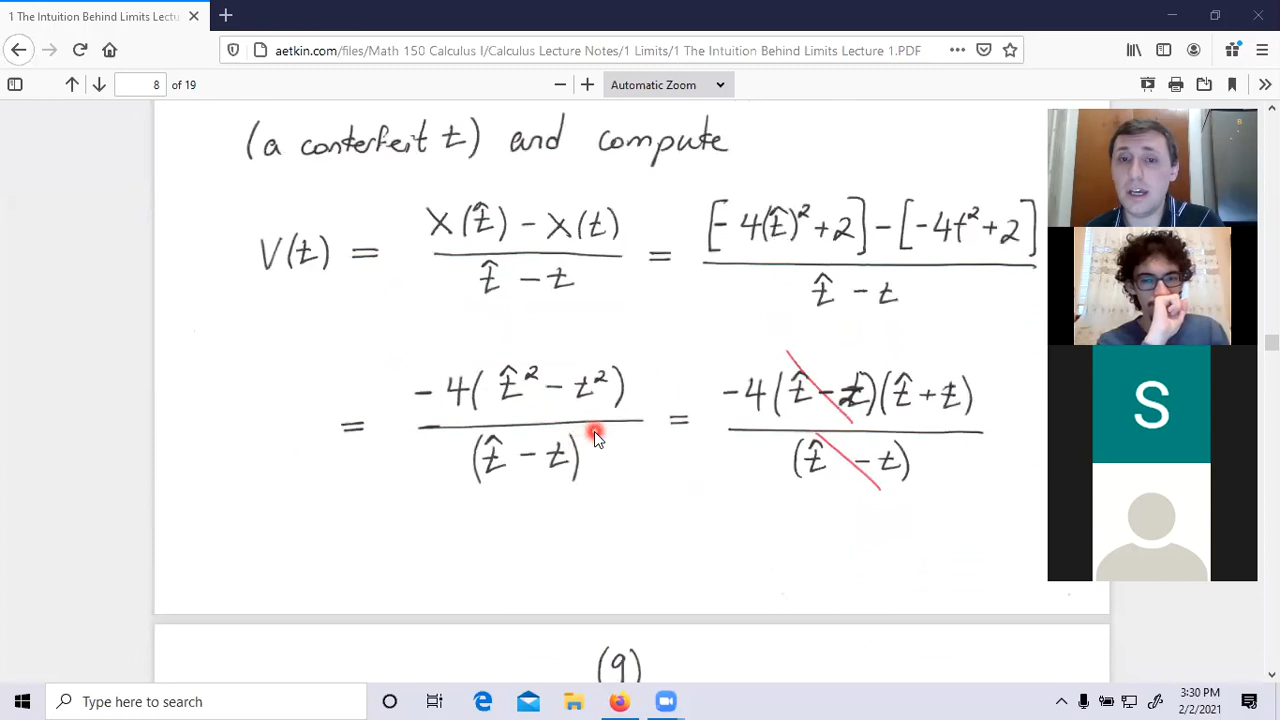 1 The Intuition Behind Limits Lectu
aetkin.com/files/Math 150 Calculus I/Calculus Lecture Notes/1 Limits/1 The Intuition Behind Limits Lecture 1.PDF
8 of 19
Automatic Zoom
(a conterfeit t) and compute
V(t) = X(t̂) - X(t) / t̂ - t = [-4(t̂)² + 2] - [-4t² + 2] / t̂ - t
= -4(t̂² - t²) / (t̂ - t) = -4(t̂ - t)(t̂ + t) / (t̂ - t)
S
(9)
Type here to search
3:30 PM
2/2/2021